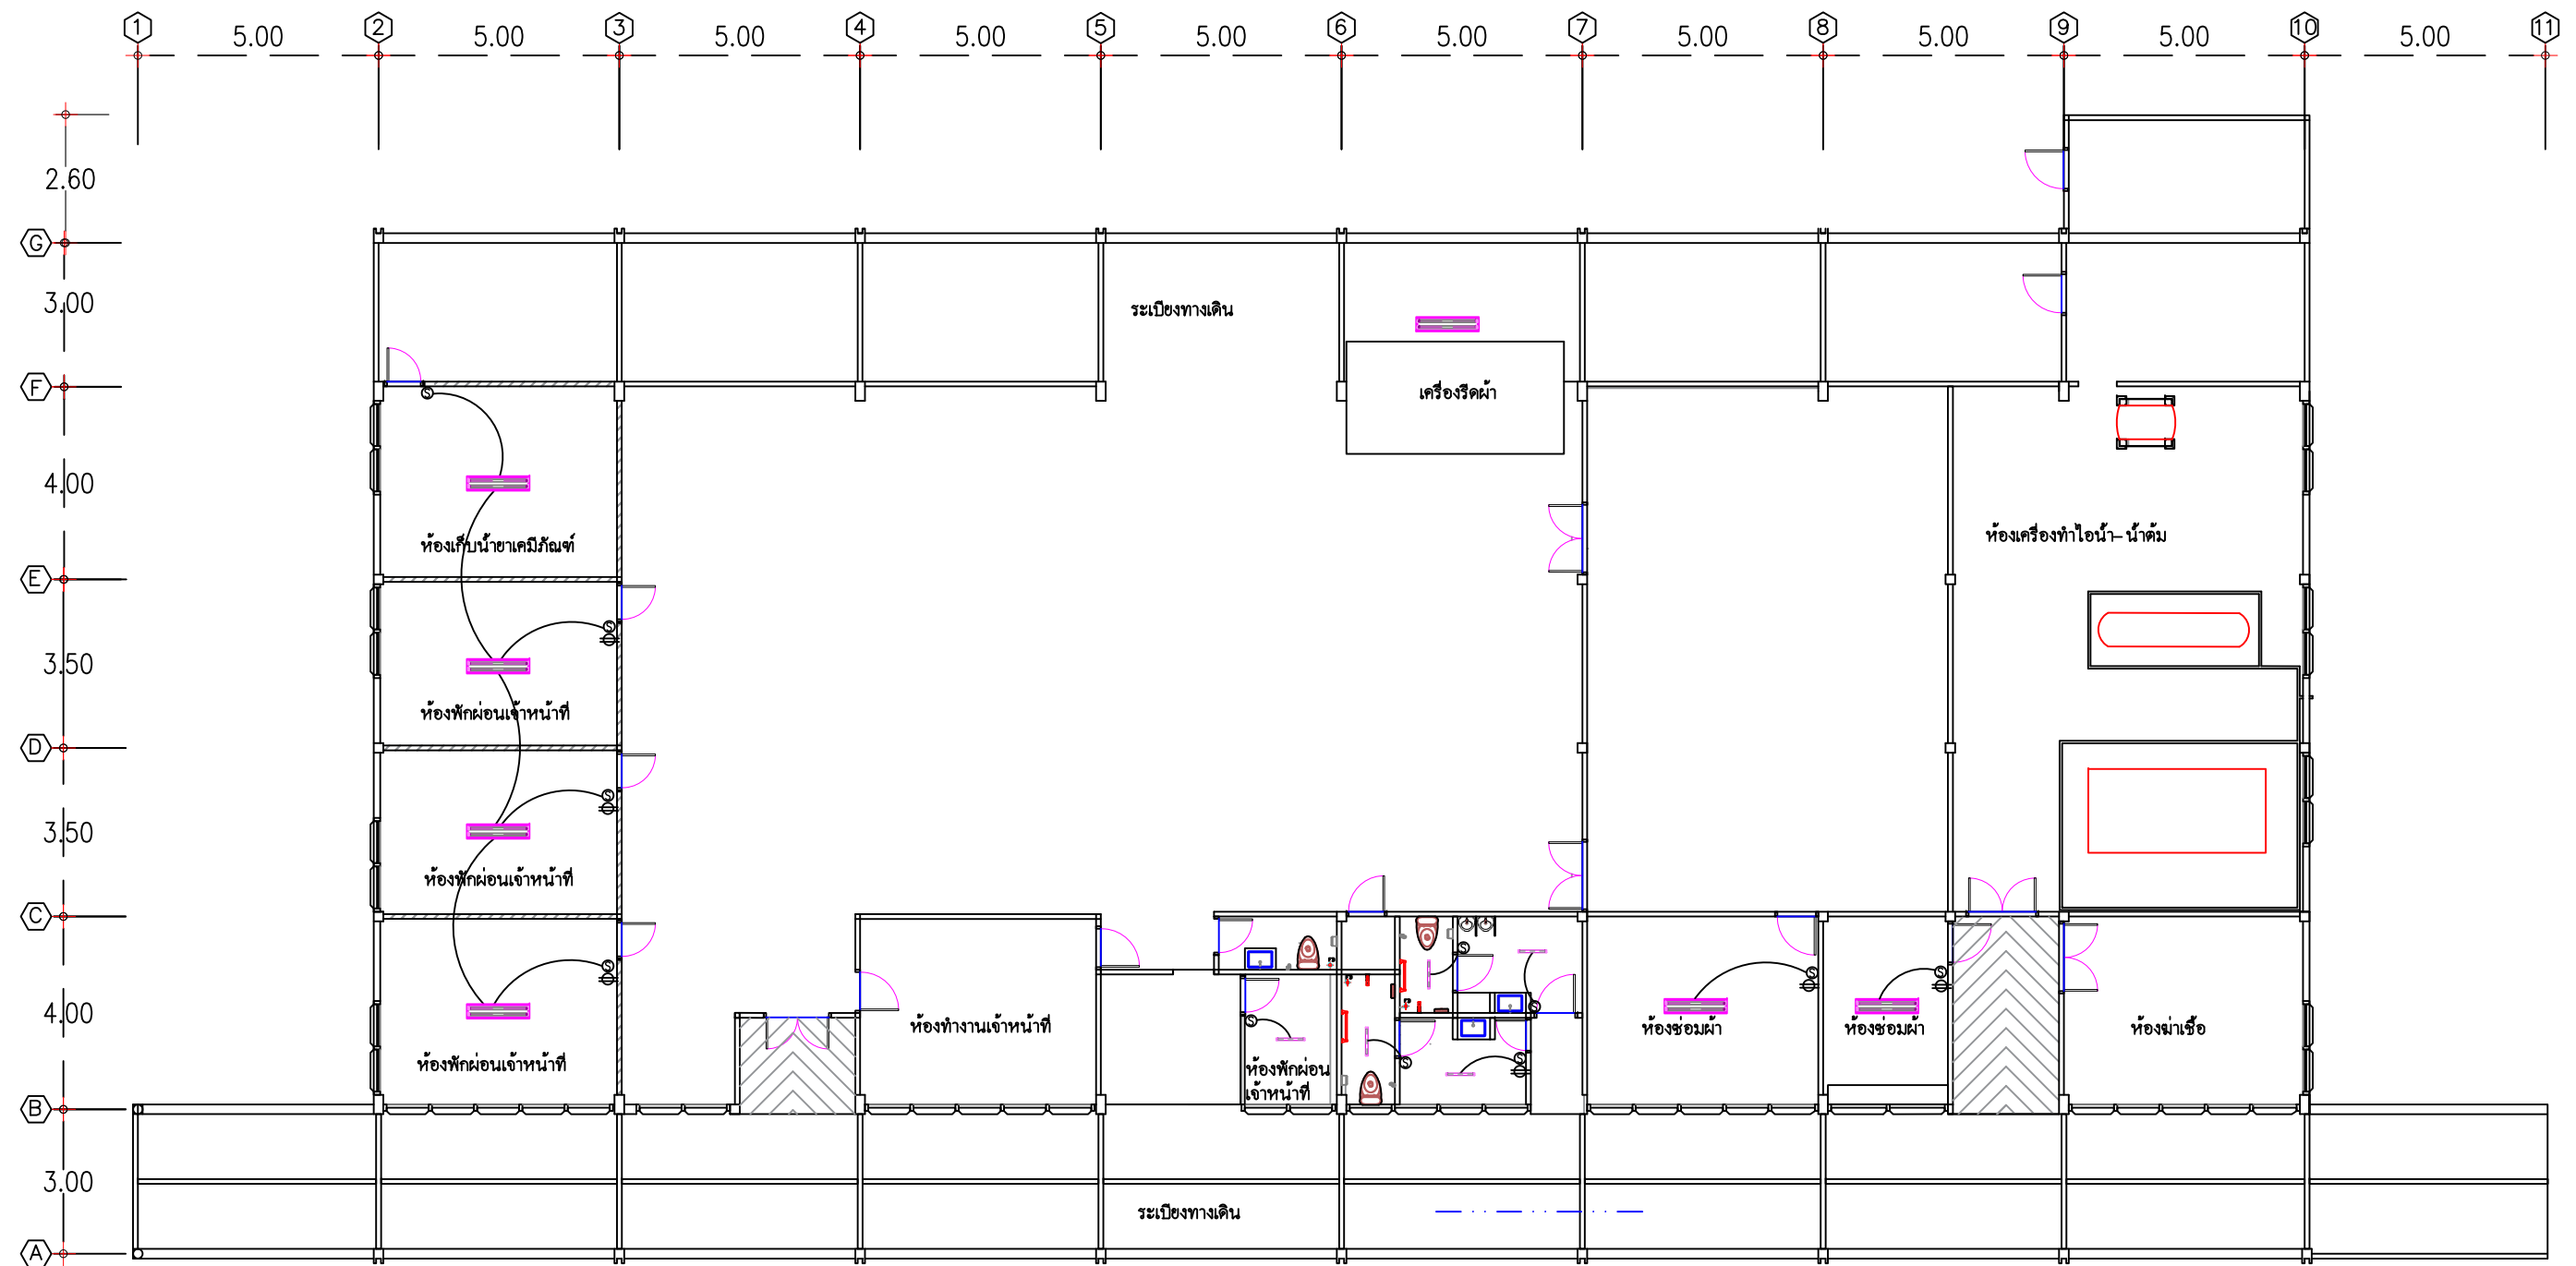 1 2 3 4 5 6 7 8 9 10 11
5.00 5.00 5.00 5.00 5.00 5.00 5.00 5.00 5.00 5.00
2.60
G
3.00
ระเบียงทางเดิน
F
เครื่องรีดผ้า
4.00
ห้องเครื่องทำไอน้ำ-น้ำต้ม
ห้องเก็บน้ำยาเคมีภัณฑ์
E
3.50
ห้องพักผ่อนเจ้าหน้าที่
D
3.50
ห้องพักผ่อนเจ้าหน้าที่
C
4.00
ห้องทำงานเจ้าหน้าที่
ห้องซ่อมผ้า
ห้องซ่อมผ้า
ห้องฆ่าเชื้อ
ห้องพักผ่อนเจ้าหน้าที่
ห้องพักผ่อน
เจ้าหน้าที่
B
3.00
ระเบียงทางเดิน
A